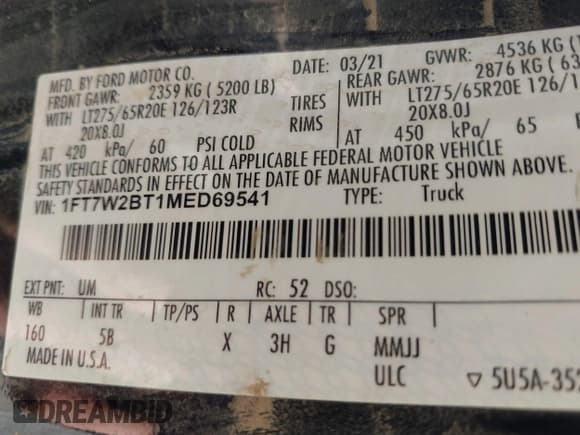 MFD. BY FORD MOTOR CO.
DATE: 03/21 GVWR: 4536 KG
FRONT GAWR: 2359 KG (5200 LB)
REAR GAWR: 2876 KG
WITH LT275/65R20E 126/123R TIRES WITH LT275/65R20E 126/
20X8.0J RIMS 20X8.0J
AT 420 kPa/ 60 PSI COLD AT 450 kPa/ 65
THIS VEHICLE CONFORMS TO ALL APPLICABLE FEDERAL MOTOR VEHICLE
SAFETY STANDARDS IN EFFECT ON THE DATE OF MANUFACTURE SHOWN ABOVE.
VIN: 1FT7W2BT1MED69541 TYPE: Truck
EXT PNT: UM RC: 52 DSO:
WB INT TR TP/PS R AXLE TR SPR
160 5B X 3H G MMJJ
MADE IN U.S.A. ULC
▽ 5U5A-352
DREAMBID